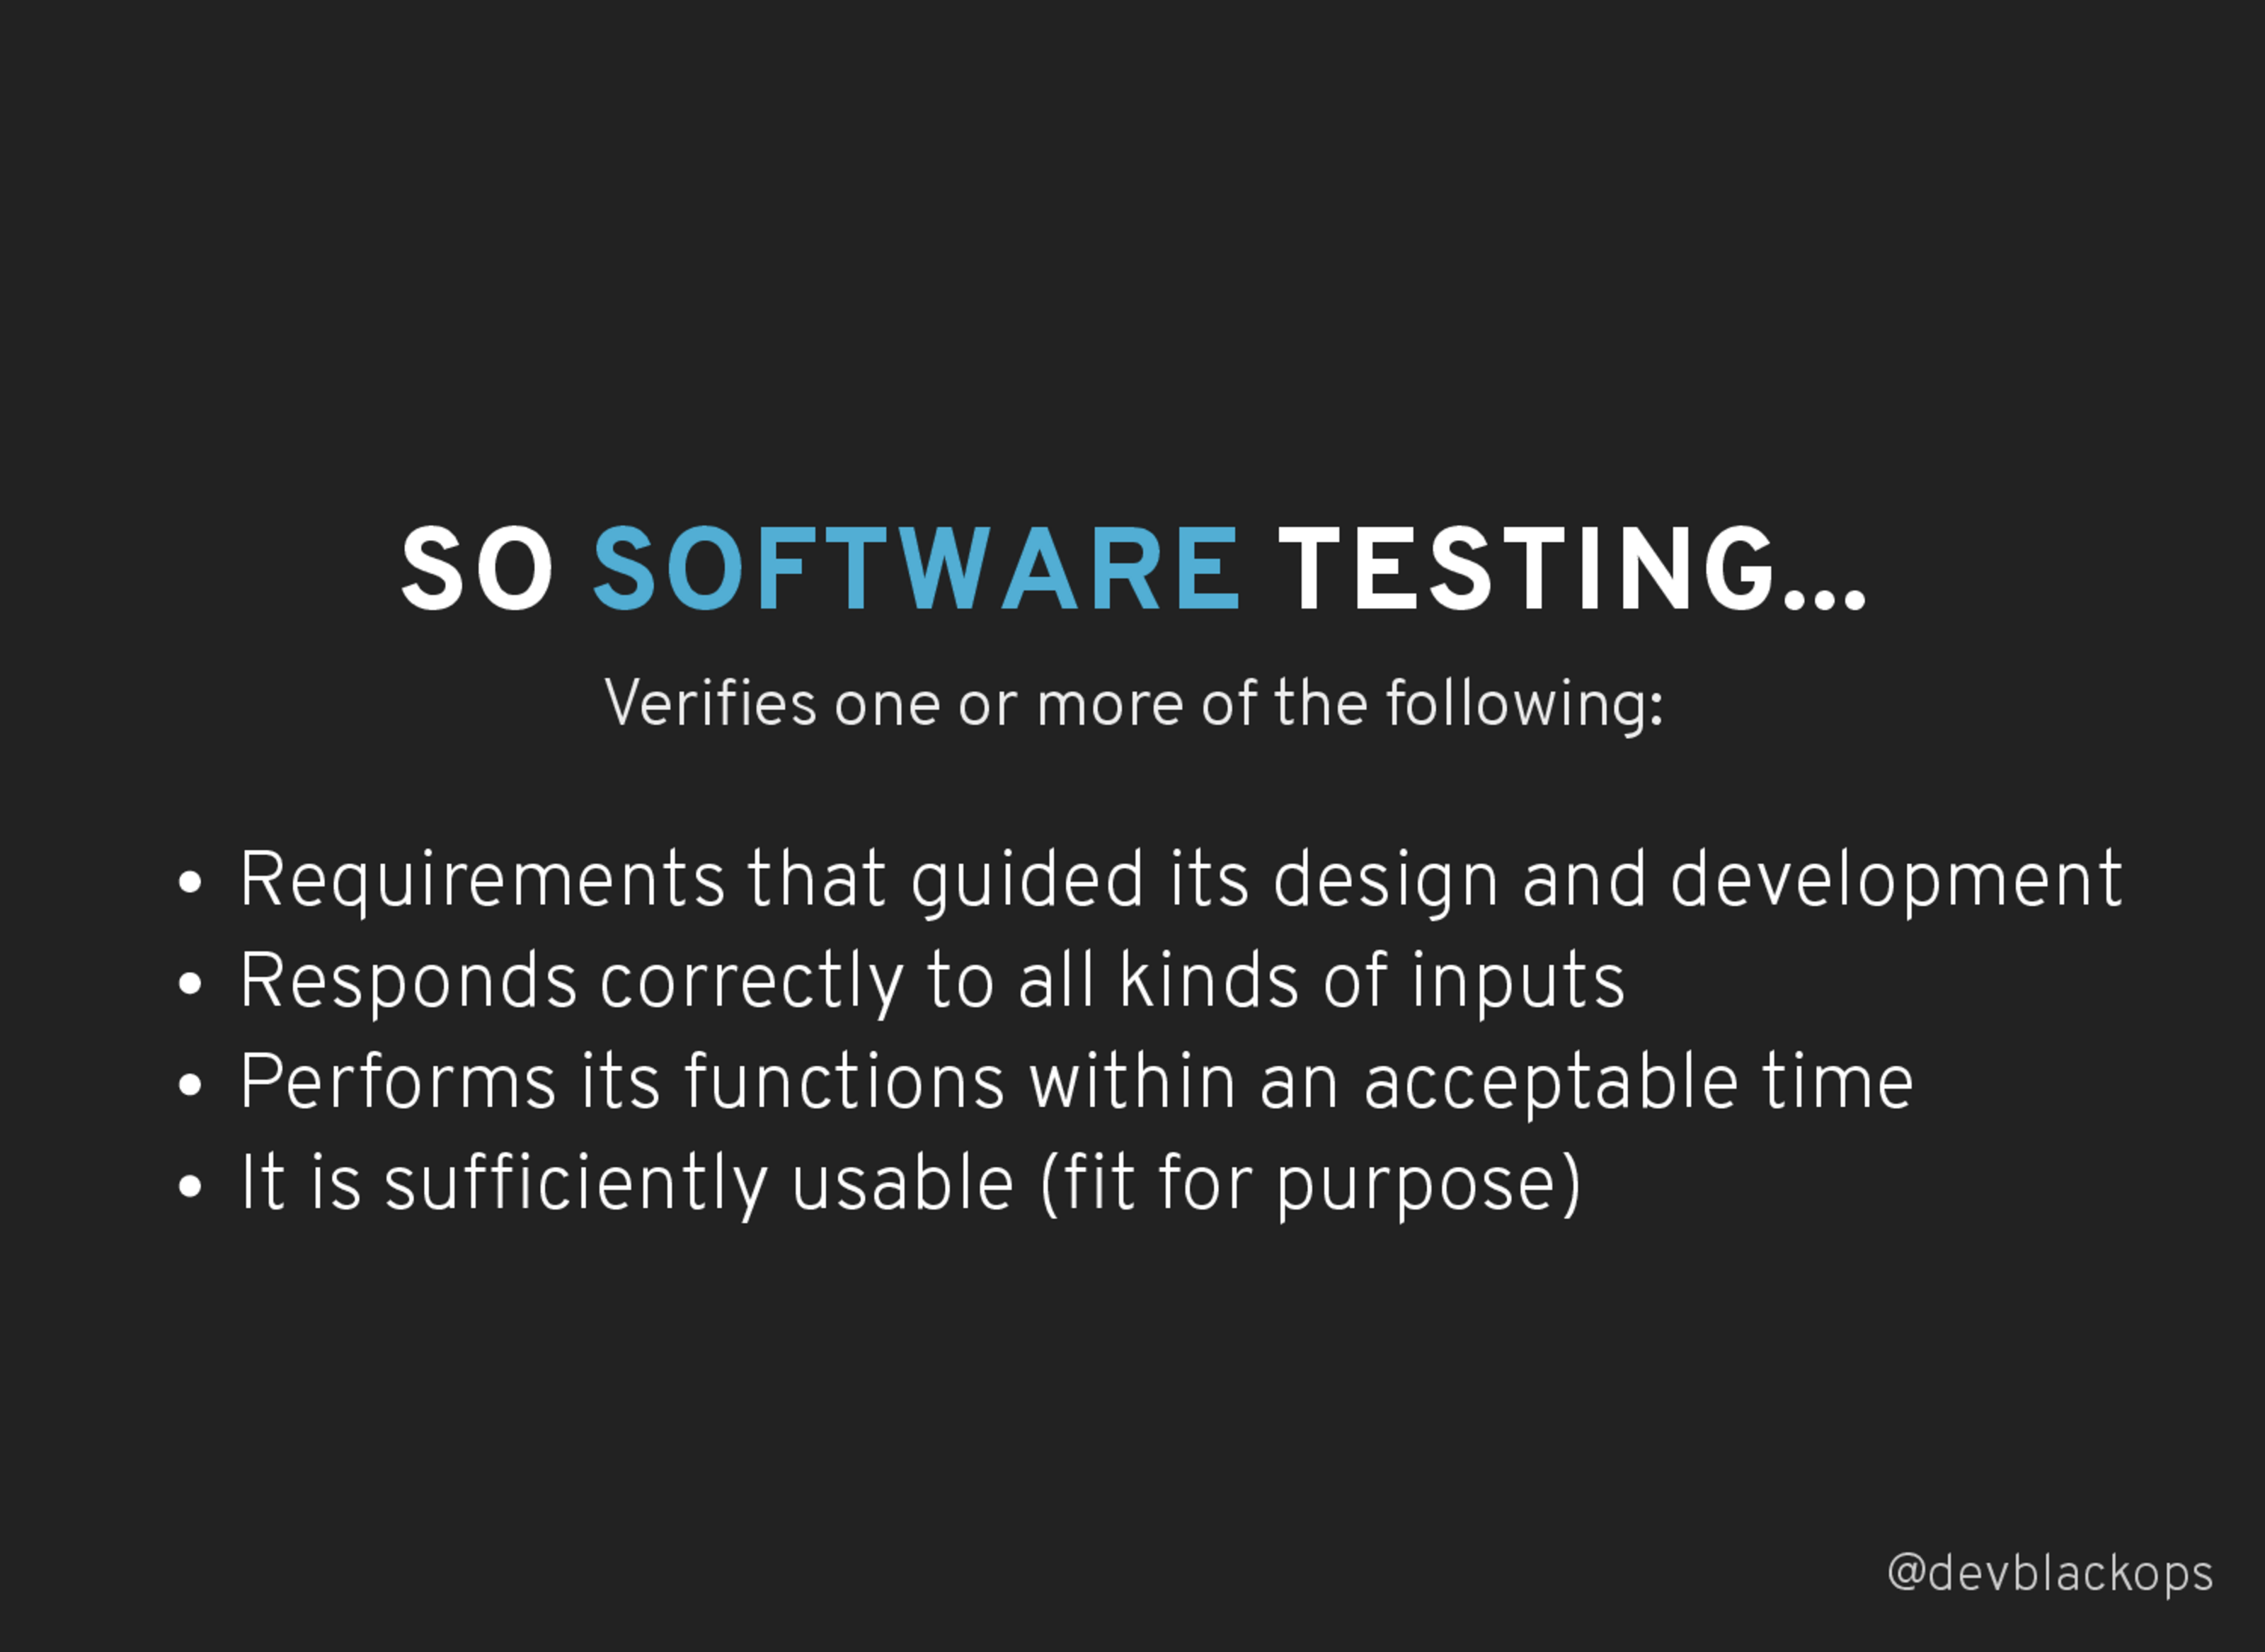 SO SOFTWARE TESTING...
Verifies one or more of the following:
• Requirements that guided its design and development
• Responds correctly to all kinds of inputs
• Performs its functions within an acceptable time
• It is sufficiently usable (fit for purpose)
@devblackops